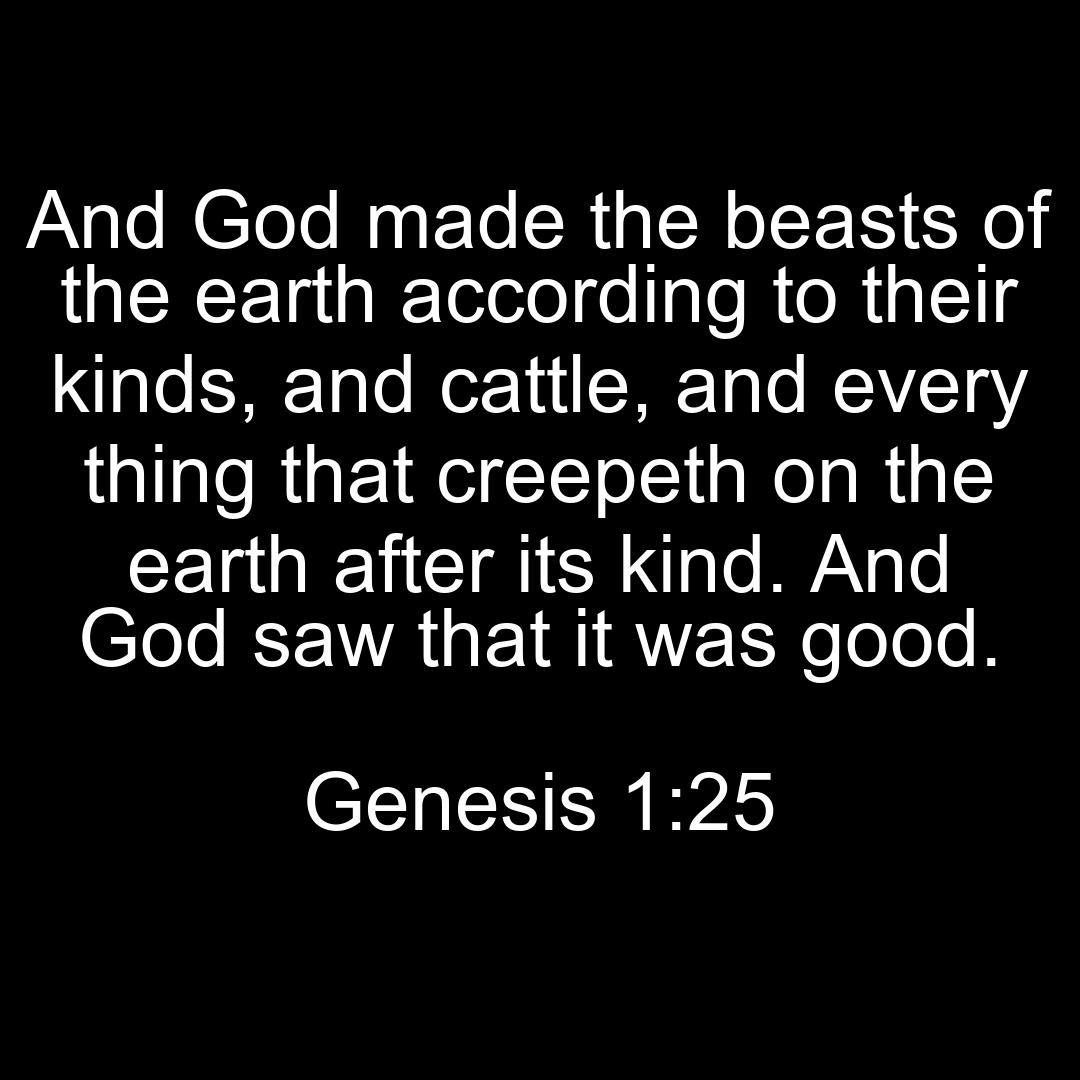 And God made the beasts of
the earth according to their
kinds, and cattle, and every
thing that creepeth on the
earth after its kind. And
God saw that it was good.
Genesis 1:25